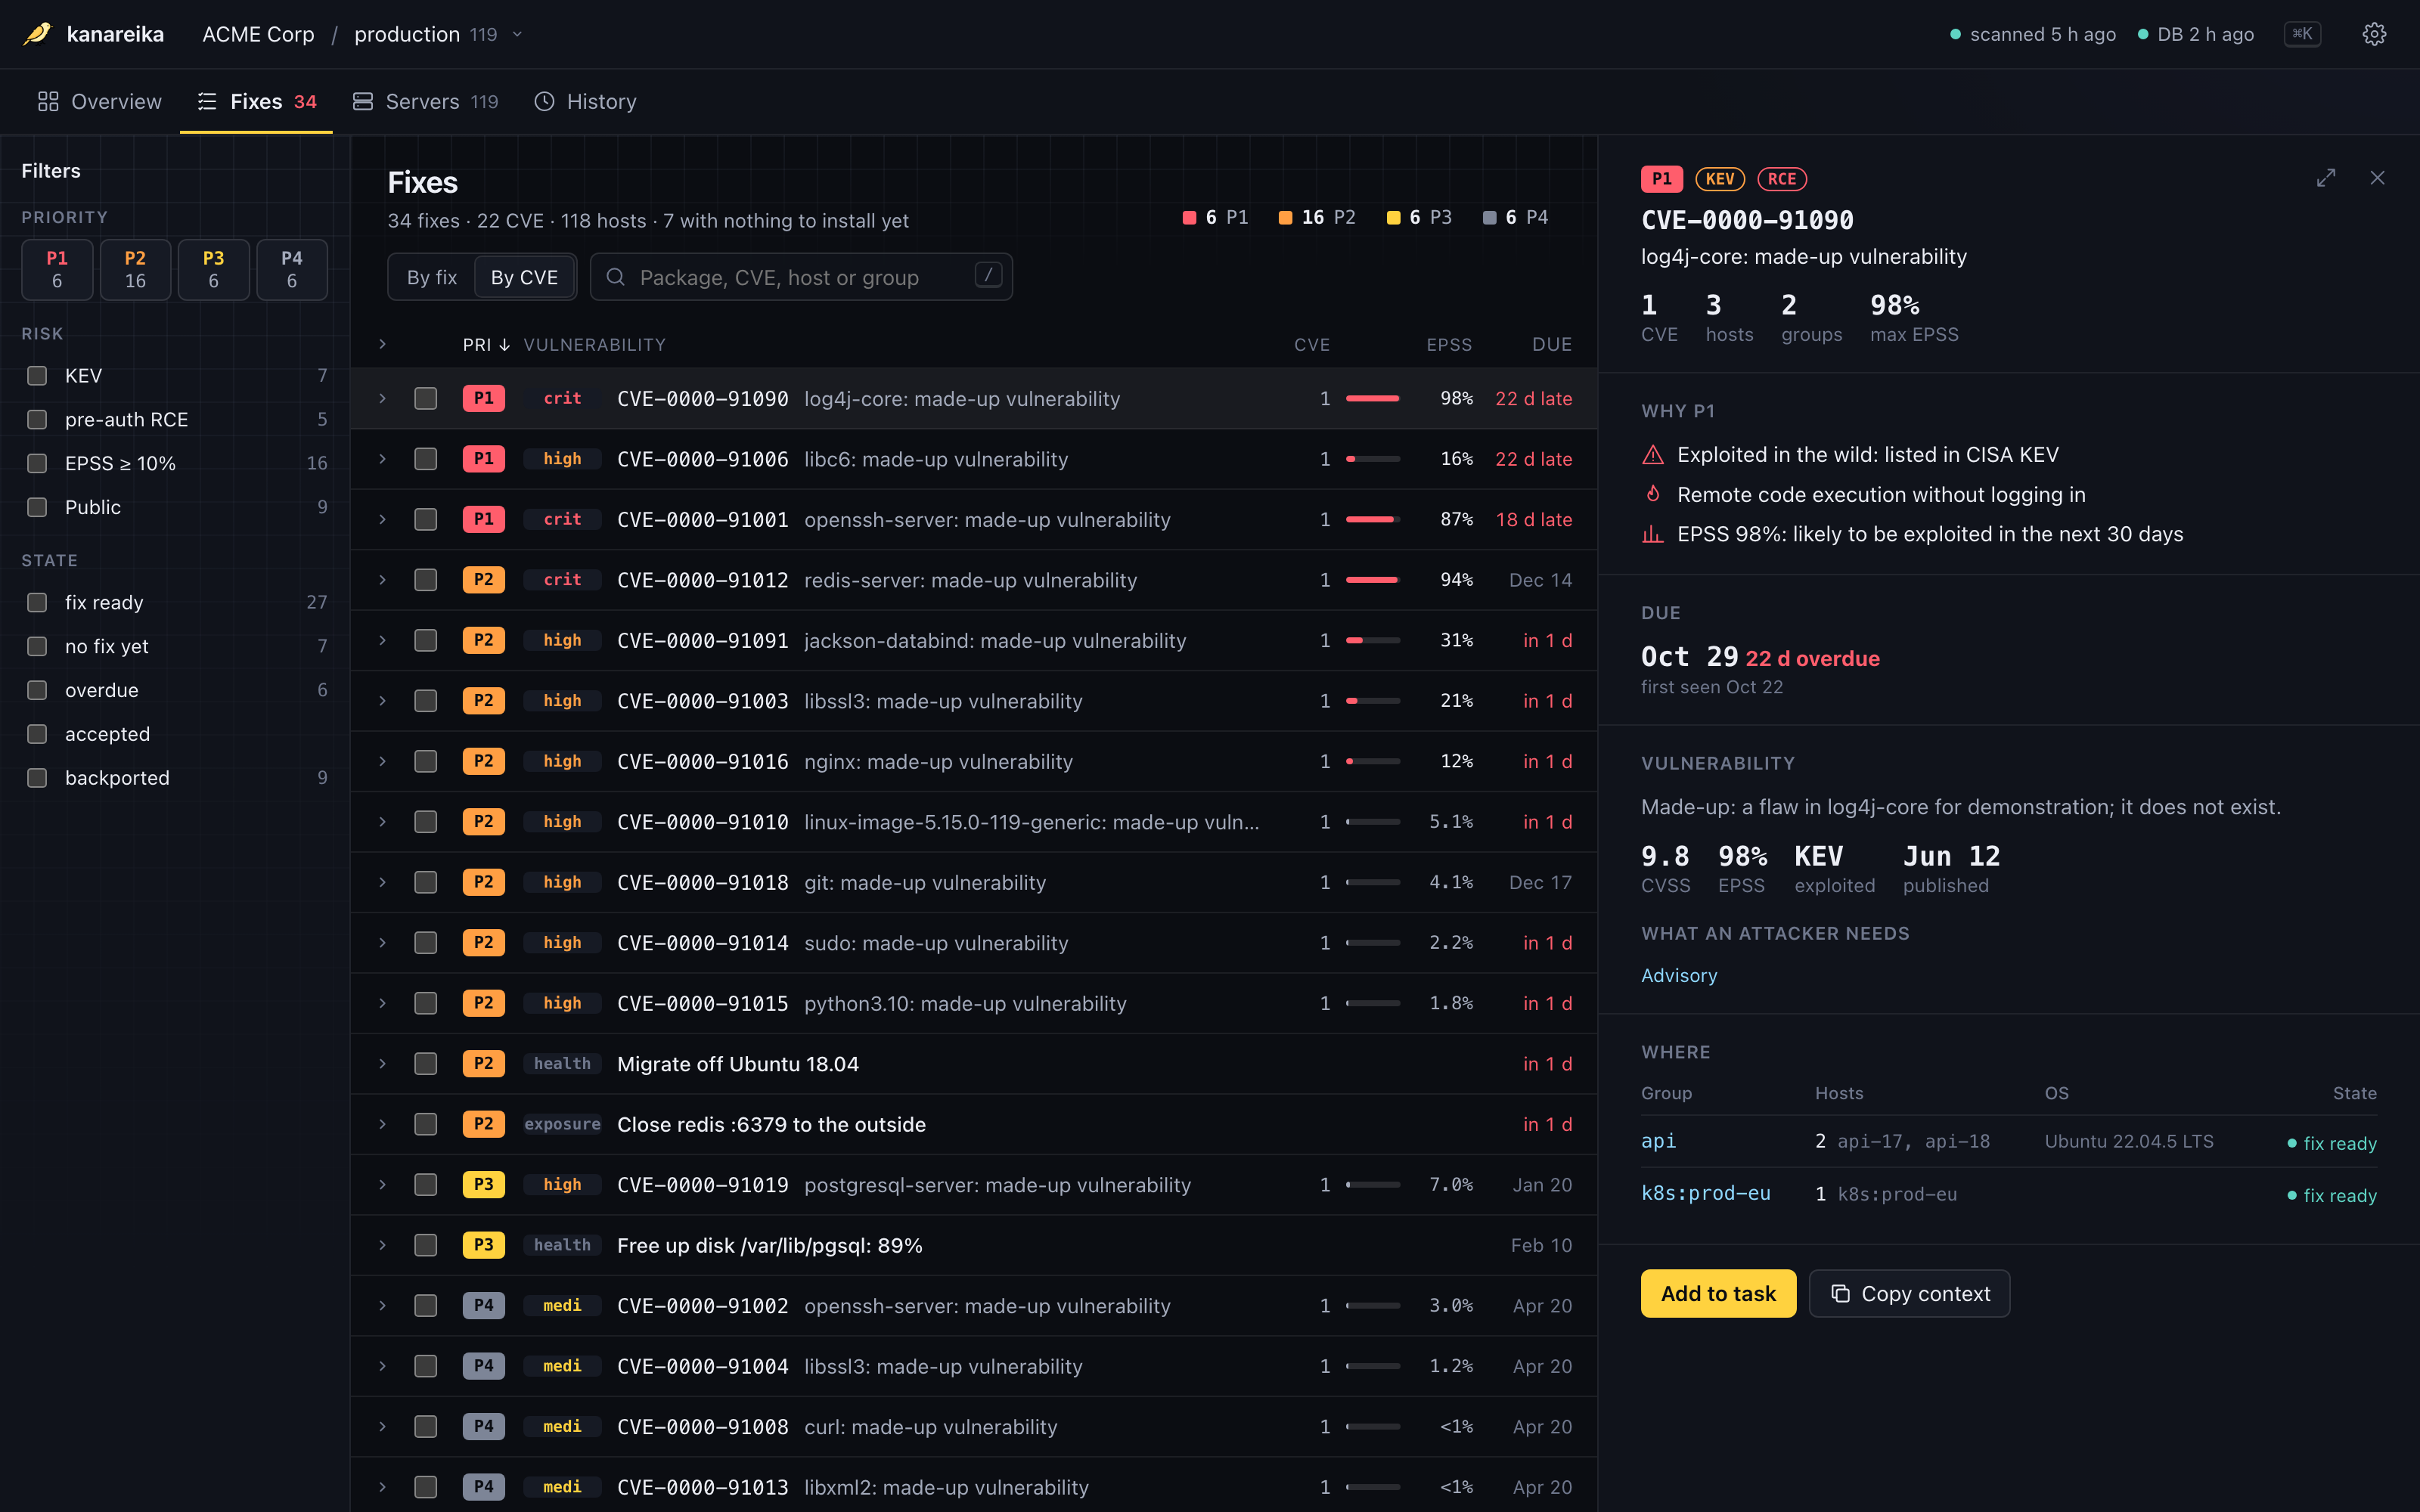 kanareika ACME Corp / production 119 scanned 5 h ago DB 2 h ago ⌘K
Overview Fixes 34 Servers 119 History
Filters
PRIORITY
P1 P2 P3 P4
6 16 6 6
RISK
KEV 7
pre-auth RCE 5
EPSS ≥ 10% 16
Public 9
STATE
fix ready 27
no fix yet 7
overdue 6
accepted
backported 9
Fixes
34 fixes · 22 CVE · 118 hosts · 7 with nothing to install yet
6 P1 16 P2 6 P3 6 P4
By fix By CVE Package, CVE, host or group /
PRI ↓ VULNERABILITY CVE EPSS DUE
P1 crit CVE-0000-91090 log4j-core: made-up vulnerability 1 98% 22 d late
P1 high CVE-0000-91006 libc6: made-up vulnerability 1 16% 22 d late
P1 crit CVE-0000-91001 openssh-server: made-up vulnerability 1 87% 18 d late
P2 crit CVE-0000-91012 redis-server: made-up vulnerability 1 94% Dec 14
P2 high CVE-0000-91091 jackson-databind: made-up vulnerability 1 31% in 1 d
P2 high CVE-0000-91003 libssl3: made-up vulnerability 1 21% in 1 d
P2 high CVE-0000-91016 nginx: made-up vulnerability 1 12% in 1 d
P2 high CVE-0000-91010 linux-image-5.15.0-119-generic: made-up vuln... 1 5.1% in 1 d
P2 high CVE-0000-91018 git: made-up vulnerability 1 4.1% Dec 17
P2 high CVE-0000-91014 sudo: made-up vulnerability 1 2.2% in 1 d
P2 high CVE-0000-91015 python3.10: made-up vulnerability 1 1.8% in 1 d
P2 health Migrate off Ubuntu 18.04 in 1 d
P2 exposure Close redis :6379 to the outside in 1 d
P3 high CVE-0000-91019 postgresql-server: made-up vulnerability 1 7.0% Jan 20
P3 health Free up disk /var/lib/pgsql: 89% Feb 10
P4 medi CVE-0000-91002 openssh-server: made-up vulnerability 1 3.0% Apr 20
P4 medi CVE-0000-91004 libssl3: made-up vulnerability 1 1.2% Apr 20
P4 medi CVE-0000-91008 curl: made-up vulnerability 1 <1% Apr 20
P4 medi CVE-0000-91013 libxml2: made-up vulnerability 1 <1% Apr 20
P1 KEV RCE
CVE-0000-91090
log4j-core: made-up vulnerability
1 3 2 98%
CVE hosts groups max EPSS
WHY P1
Exploited in the wild: listed in CISA KEV
Remote code execution without logging in
EPSS 98%: likely to be exploited in the next 30 days
DUE
Oct 29 22 d overdue
first seen Oct 22
VULNERABILITY
Made-up: a flaw in log4j-core for demonstration; it does not exist.
9.8 98% KEV Jun 12
CVSS EPSS exploited published
WHAT AN ATTACKER NEEDS
Advisory
WHERE
Group Hosts OS State
api 2 api-17, api-18 Ubuntu 22.04.5 LTS fix ready
k8s:prod-eu 1 k8s:prod-eu fix ready
Add to task Copy context